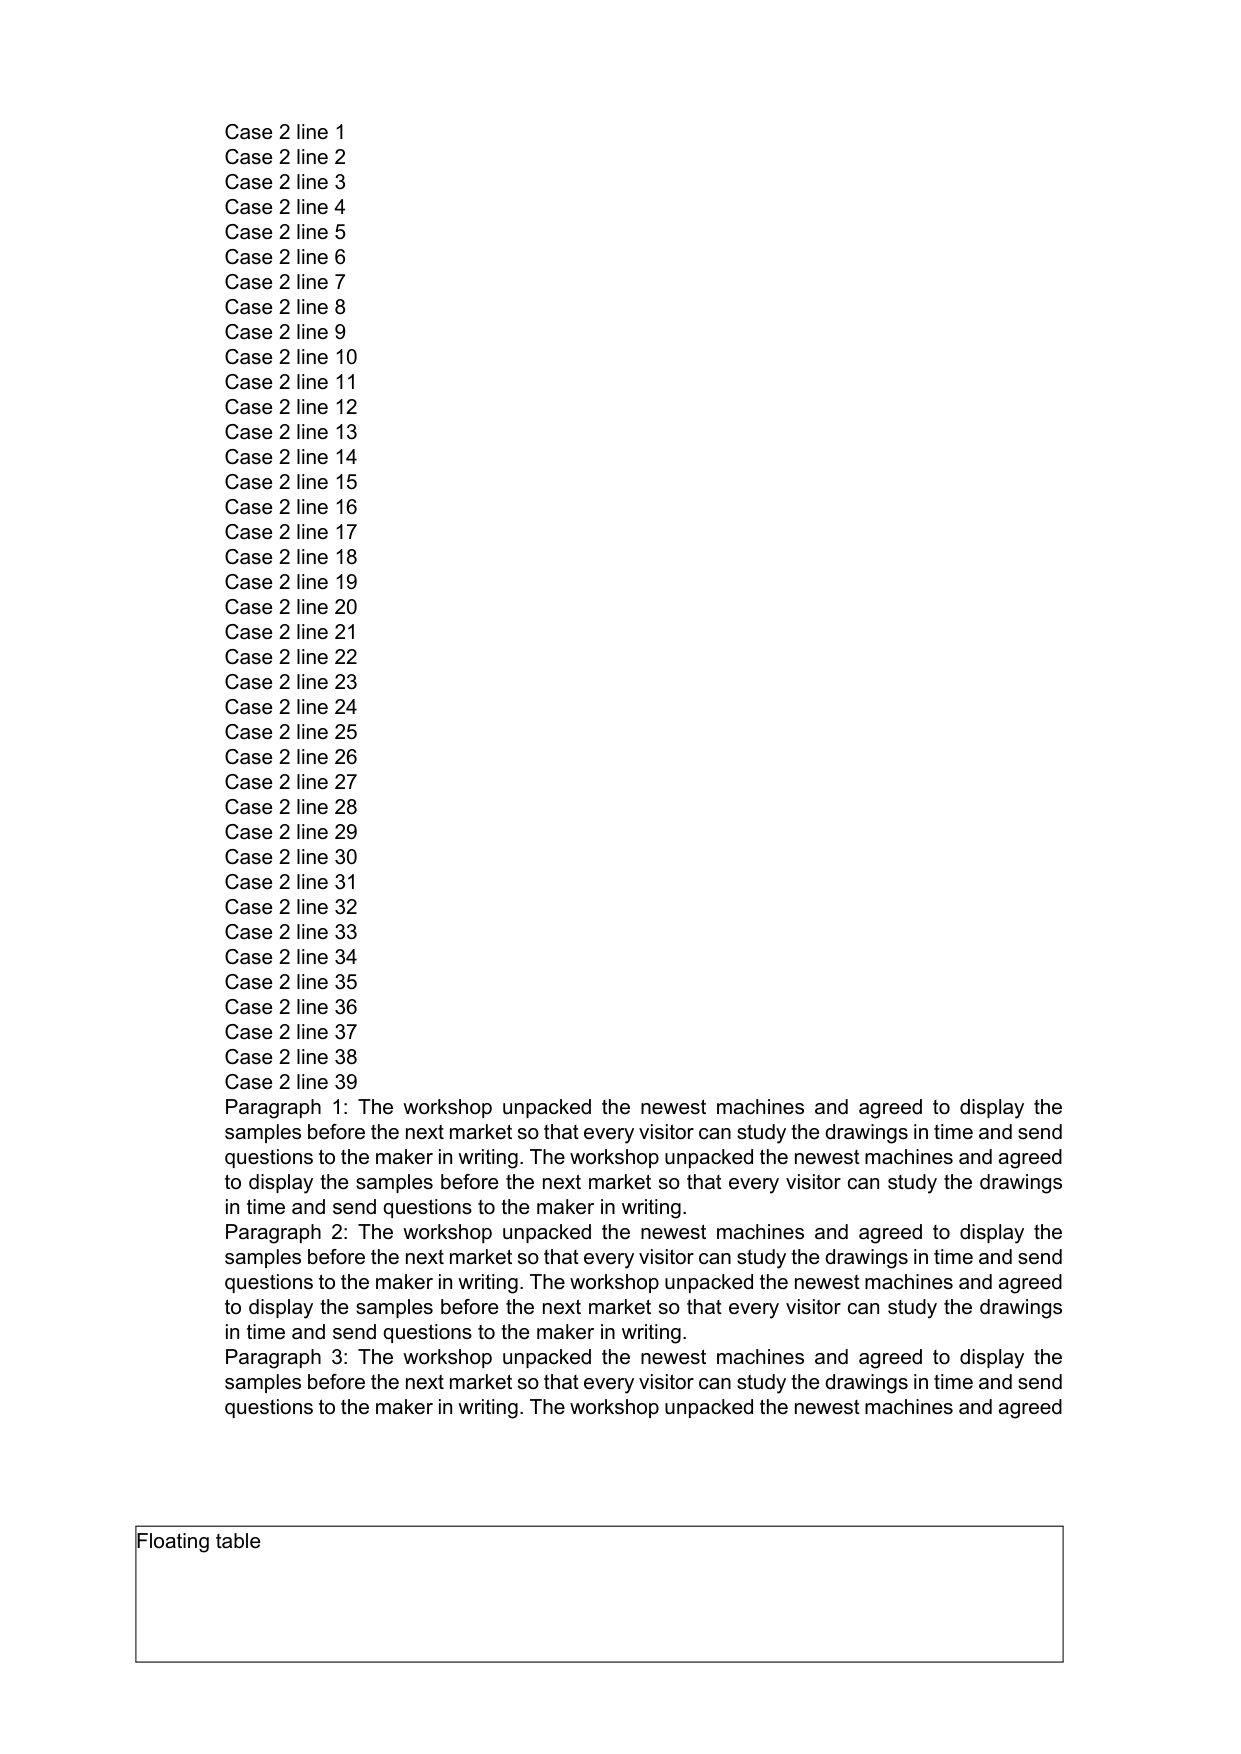 Case 2 line 1
Case 2 line 2
Case 2 line 3
Case 2 line 4
Case 2 line 5
Case 2 line 6
Case 2 line 7
Case 2 line 8
Case 2 line 9
Case 2 line 10
Case 2 line 11
Case 2 line 12
Case 2 line 13
Case 2 line 14
Case 2 line 15
Case 2 line 16
Case 2 line 17
Case 2 line 18
Case 2 line 19
Case 2 line 20
Case 2 line 21
Case 2 line 22
Case 2 line 23
Case 2 line 24
Case 2 line 25
Case 2 line 26
Case 2 line 27
Case 2 line 28
Case 2 line 29
Case 2 line 30
Case 2 line 31
Case 2 line 32
Case 2 line 33
Case 2 line 34
Case 2 line 35
Case 2 line 36
Case 2 line 37
Case 2 line 38
Case 2 line 39
Paragraph 1: The workshop unpacked the newest machines and agreed to display the
samples before the next market so that every visitor can study the drawings in time and send
questions to the maker in writing. The workshop unpacked the newest machines and agreed
to display the samples before the next market so that every visitor can study the drawings
in time and send questions to the maker in writing.
Paragraph 2: The workshop unpacked the newest machines and agreed to display the
samples before the next market so that every visitor can study the drawings in time and send
questions to the maker in writing. The workshop unpacked the newest machines and agreed
to display the samples before the next market so that every visitor can study the drawings
in time and send questions to the maker in writing.
Paragraph 3: The workshop unpacked the newest machines and agreed to display the
samples before the next market so that every visitor can study the drawings in time and send
questions to the maker in writing. The workshop unpacked the newest machines and agreed
Floating table